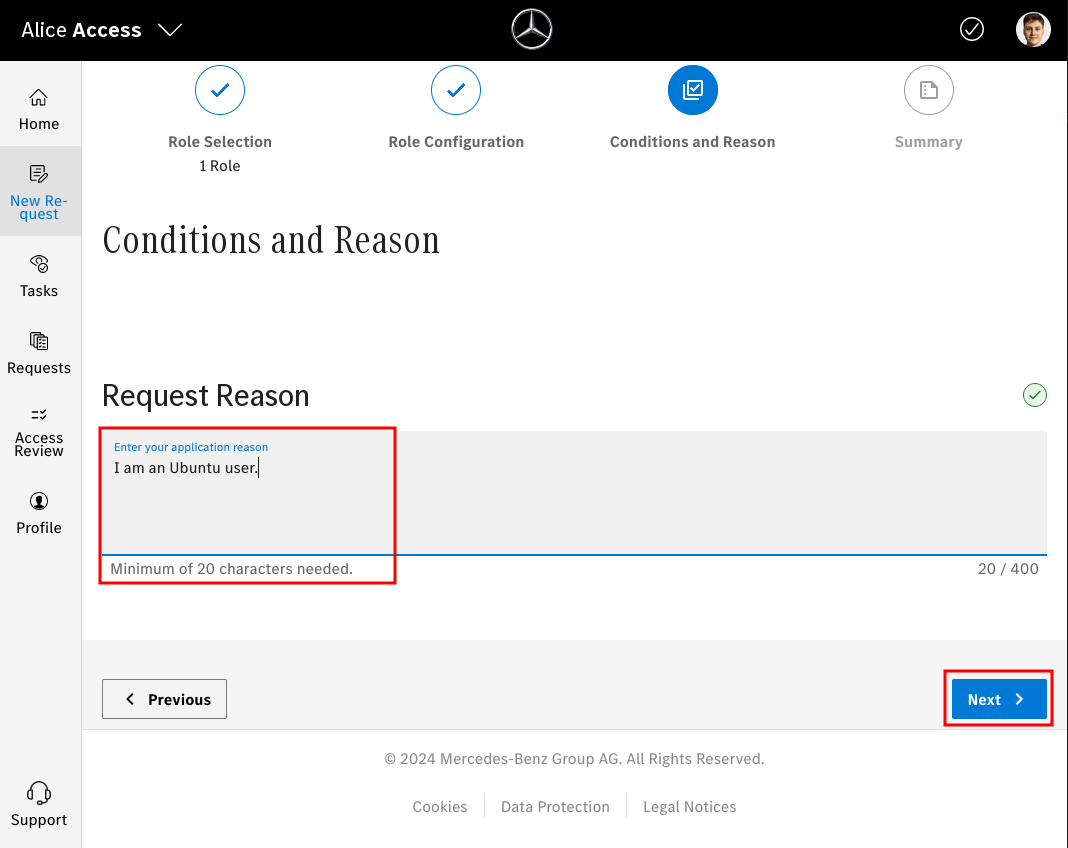 Alice Access
Home
New Re-
quest
Tasks
Requests
Access
Review
Profile
Support
Role Selection
1 Role
Role Configuration
Conditions and Reason
Summary
Conditions and Reason
Request Reason
Enter your application reason
I am an Ubuntu user.
Minimum of 20 characters needed.
20 / 400
Previous
Next
© 2024 Mercedes-Benz Group AG. All Rights Reserved.
Cookies
Data Protection
Legal Notices